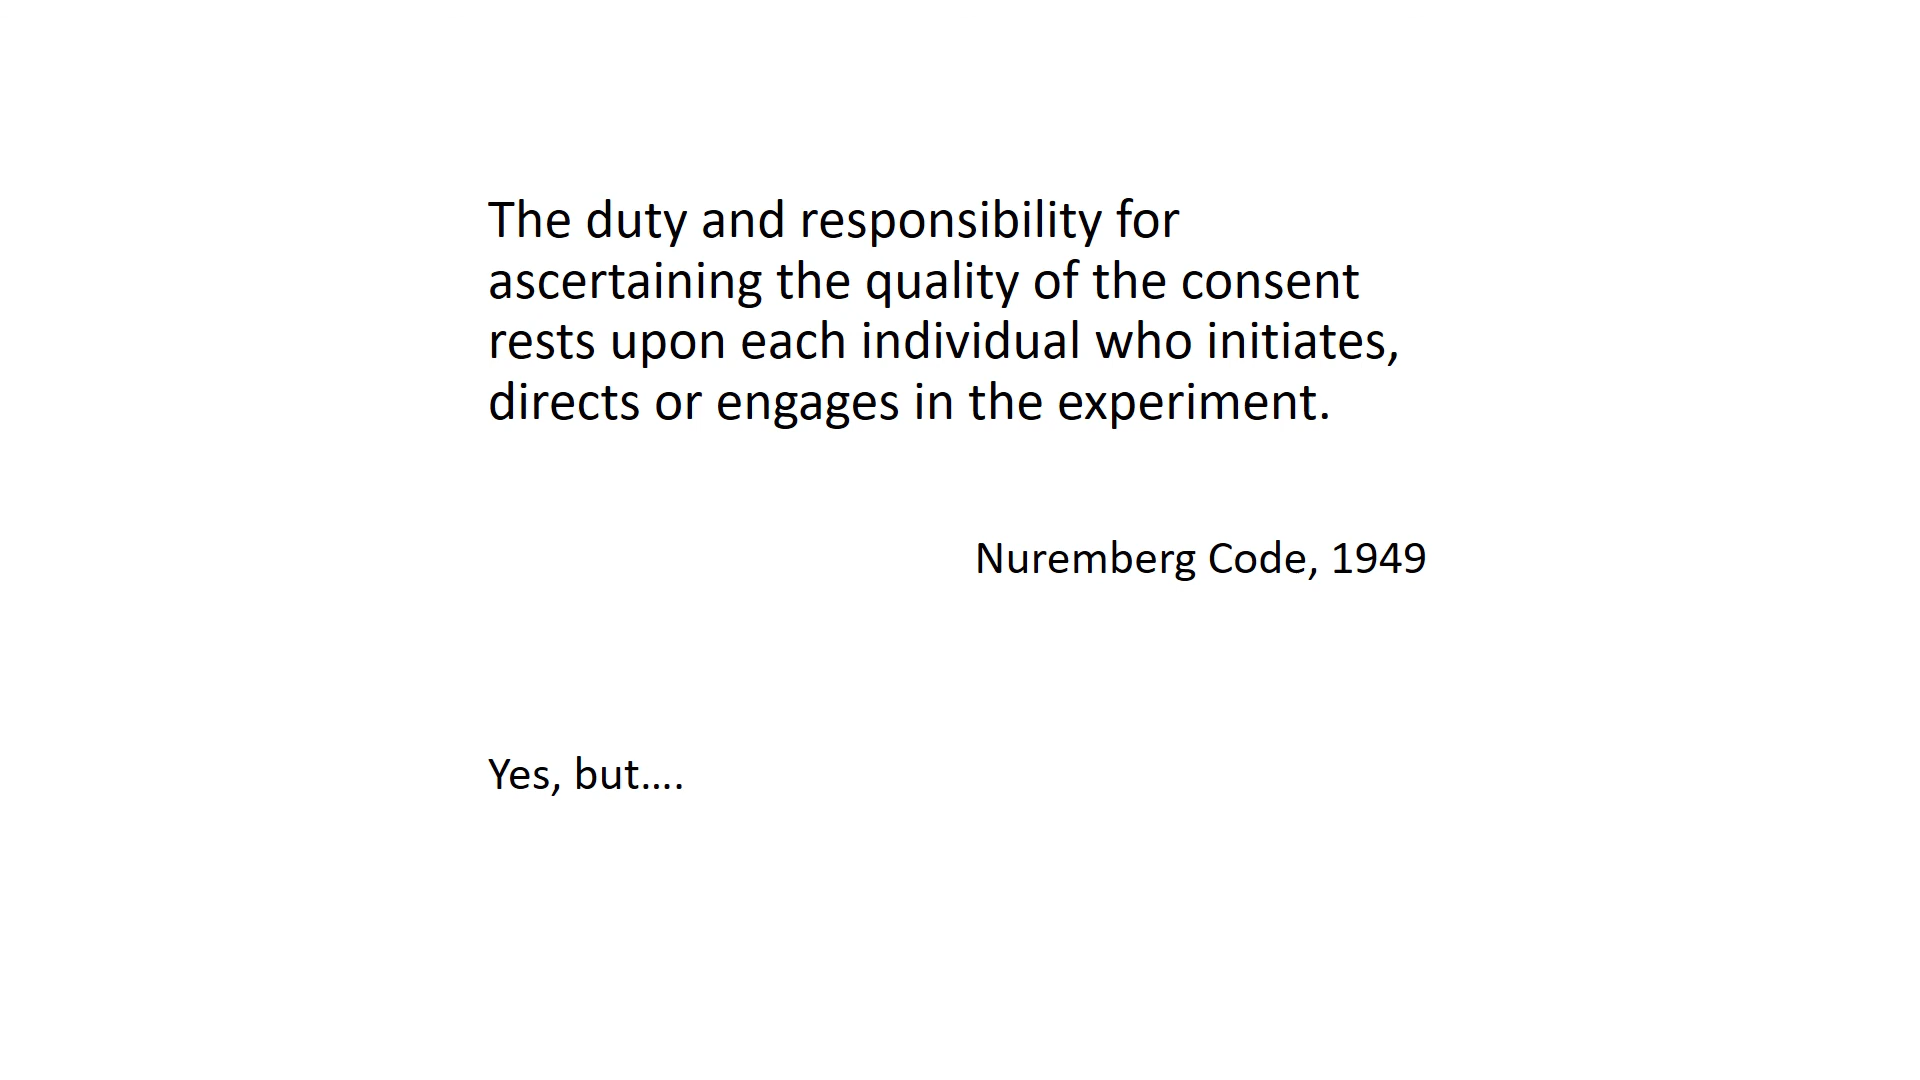 The duty and responsibility for
ascertaining the quality of the consent
rests upon each individual who initiates,
directs or engages in the experiment.
Nuremberg Code, 1949
Yes, but….